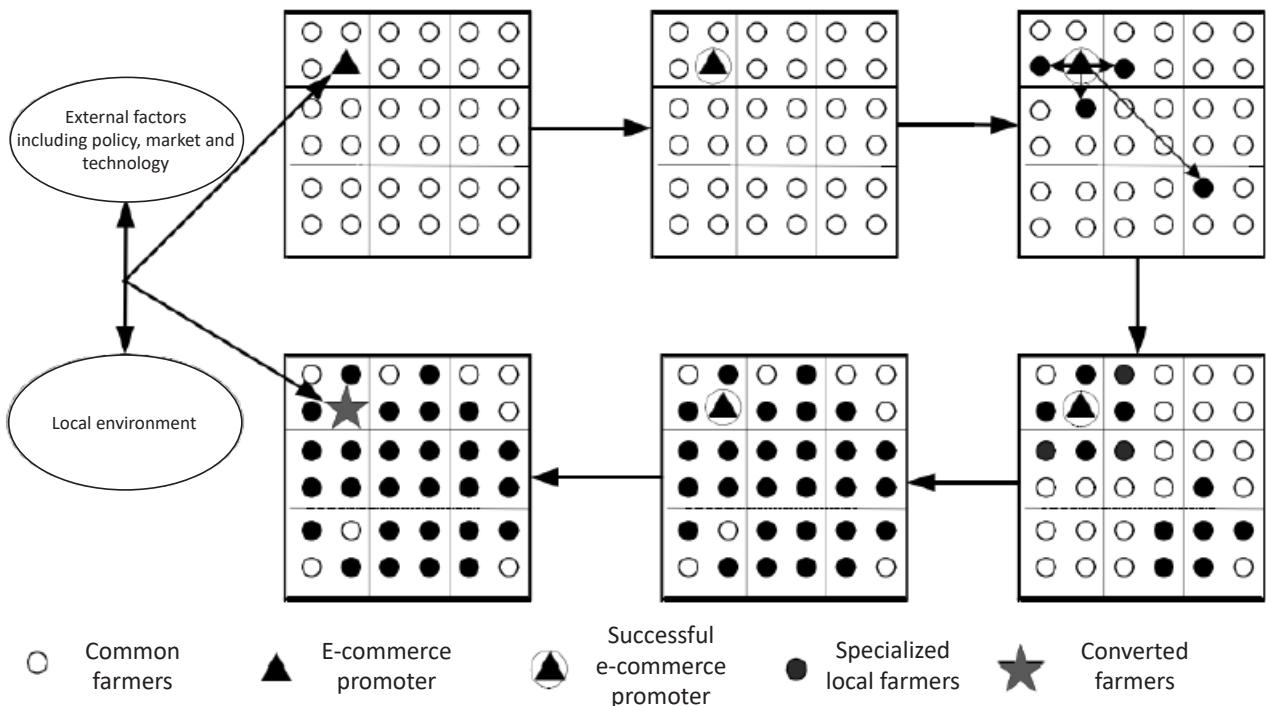 External factors
including policy, market and
technology
Local environment
Common
farmers
E-commerce
promoter
Successful
e-commerce
promoter
Specialized
local farmers
Converted
farmers